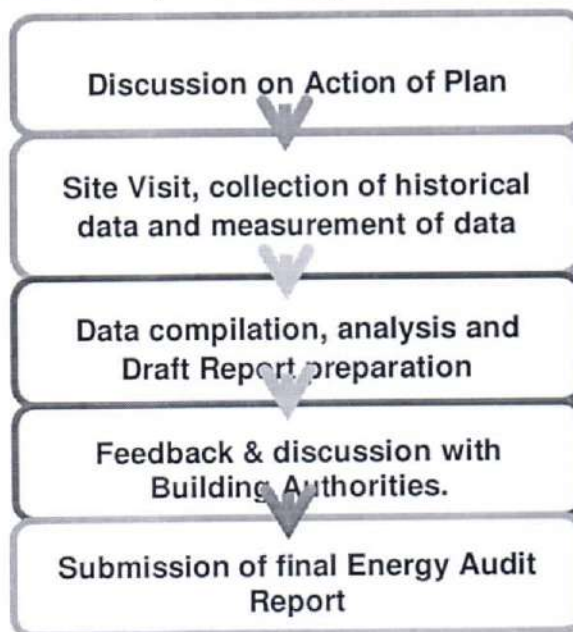 Discussion on Action of Plan
Site Visit, collection of historical
data and measurement of data
Data compilation, analysis and
Draft Report preparation
Feedback & discussion with
Building Authorities.
Submission of final Energy Audit
Report